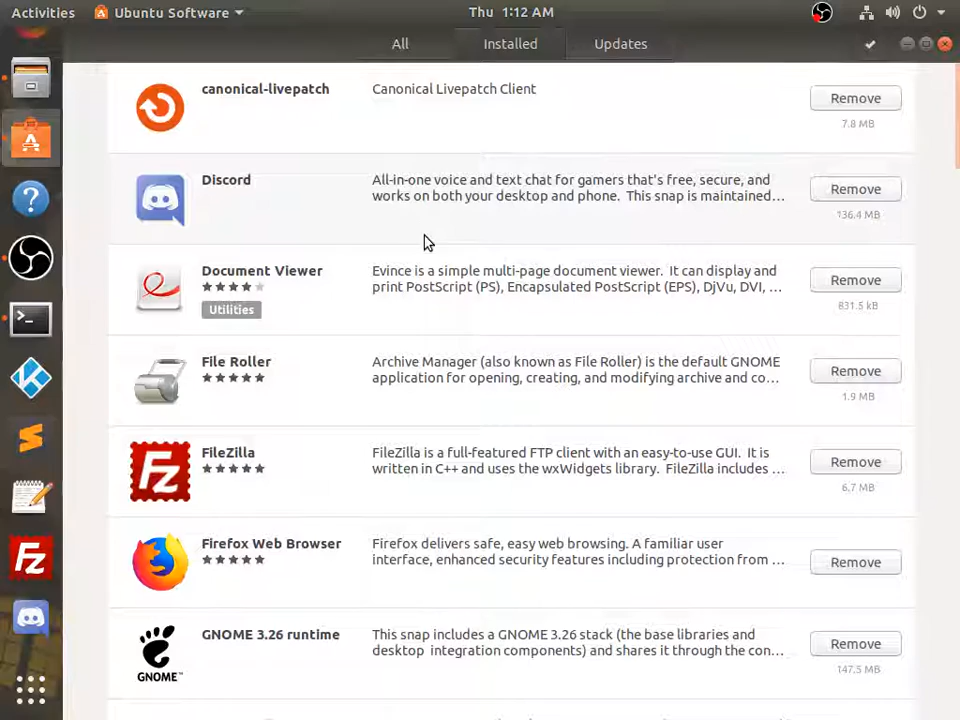 Activities
Ubuntu Software
Thu 1:12 AM
All
Installed
Updates
canonical-livepatch
Canonical Livepatch Client
Remove
7.8 MB
Discord
All-in-one voice and text chat for gamers that's free, secure, and
works on both your desktop and phone. This snap is maintained…
Remove
136.4 MB
Document Viewer
Utilities
Evince is a simple multi-page document viewer. It can display and
print PostScript (PS), Encapsulated PostScript (EPS), DjVu, DVI, …
Remove
831.5 kB
File Roller
Archive Manager (also known as File Roller) is the default GNOME
application for opening, creating, and modifying archive and co…
Remove
1.9 MB
Fz
FileZilla
FileZilla is a full-featured FTP client with an easy-to-use GUI. It is
written in C++ and uses the wxWidgets library. FileZilla includes …
Remove
6.7 MB
Firefox Web Browser
Firefox delivers safe, easy web browsing. A familiar user
interface, enhanced security features including protection from …
Remove
Fz
GNOME™
GNOME 3.26 runtime
This snap includes a GNOME 3.26 stack (the base libraries and
desktop integration components) and shares it through the con…
Remove
147.5 MB